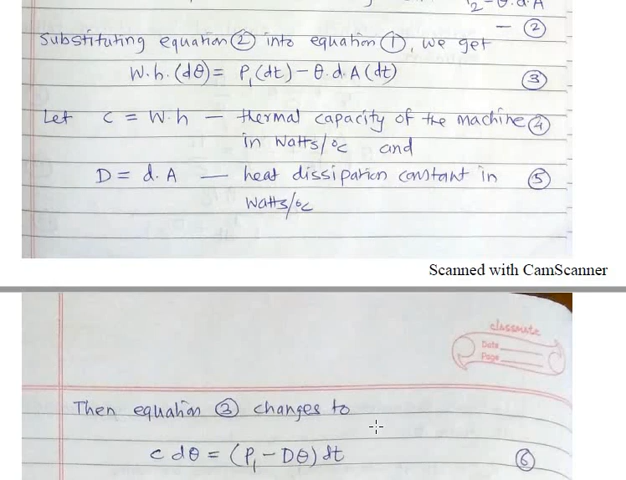 2 - θ.d.A
— ②
Substituting equation ② into equation ①, we get
W.h.(dθ) = P₁(dt) − θ.d.A(dt) ③
Let C = W.h — thermal capacity of the machine ④
in Watts/°C and
D = d.A — heat dissipation constant in ⑤
Watts/°C
Scanned with CamScanner
classmate
Date
Page
Then equation ③ changes to
C dθ = (P₁ − Dθ) dt ⑥